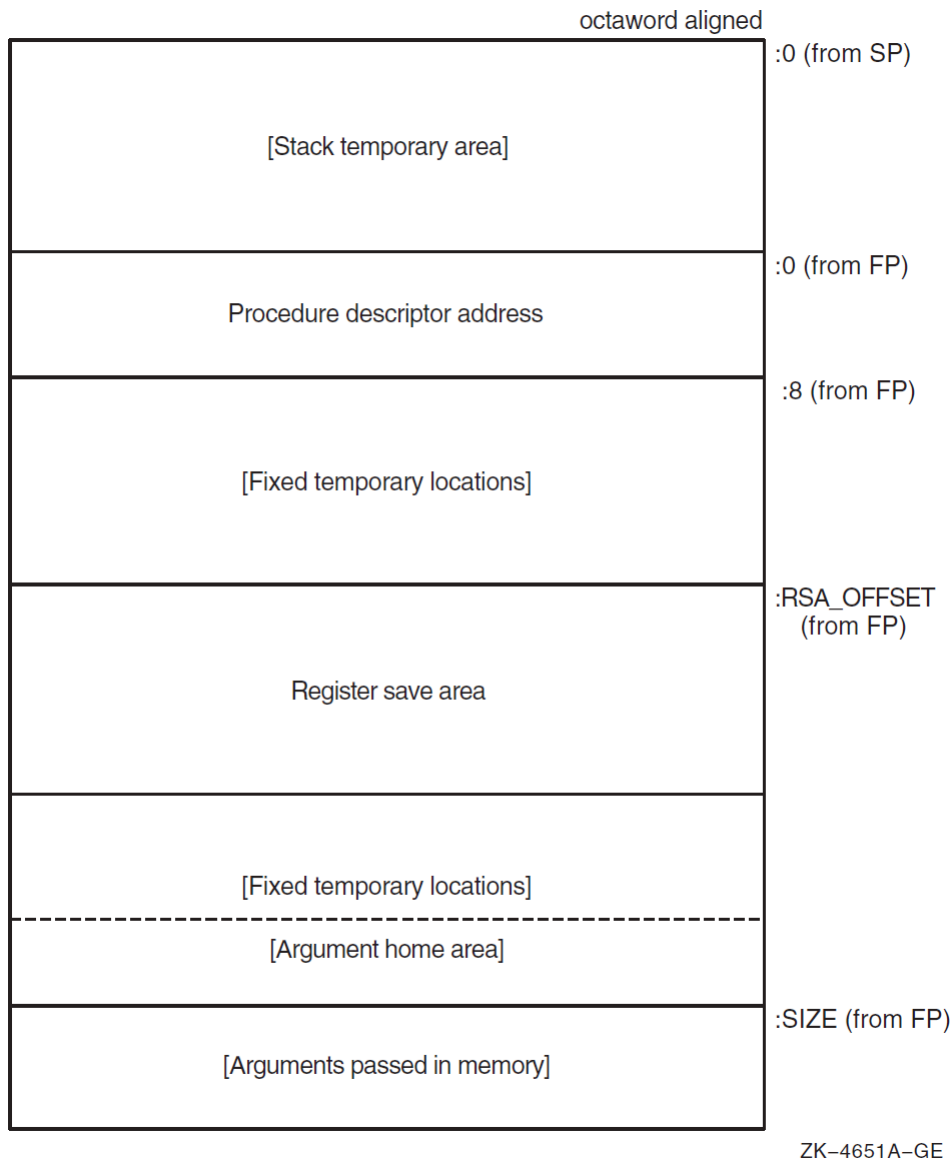 octaword aligned
:0 (from SP)
[Stack temporary area]
:0 (from FP)
Procedure descriptor address
:8 (from FP)
[Fixed temporary locations]
:RSA_OFFSET
(from FP)
Register save area
[Fixed temporary locations]
[Argument home area]
:SIZE (from FP)
[Arguments passed in memory]
ZK–4651A–GE